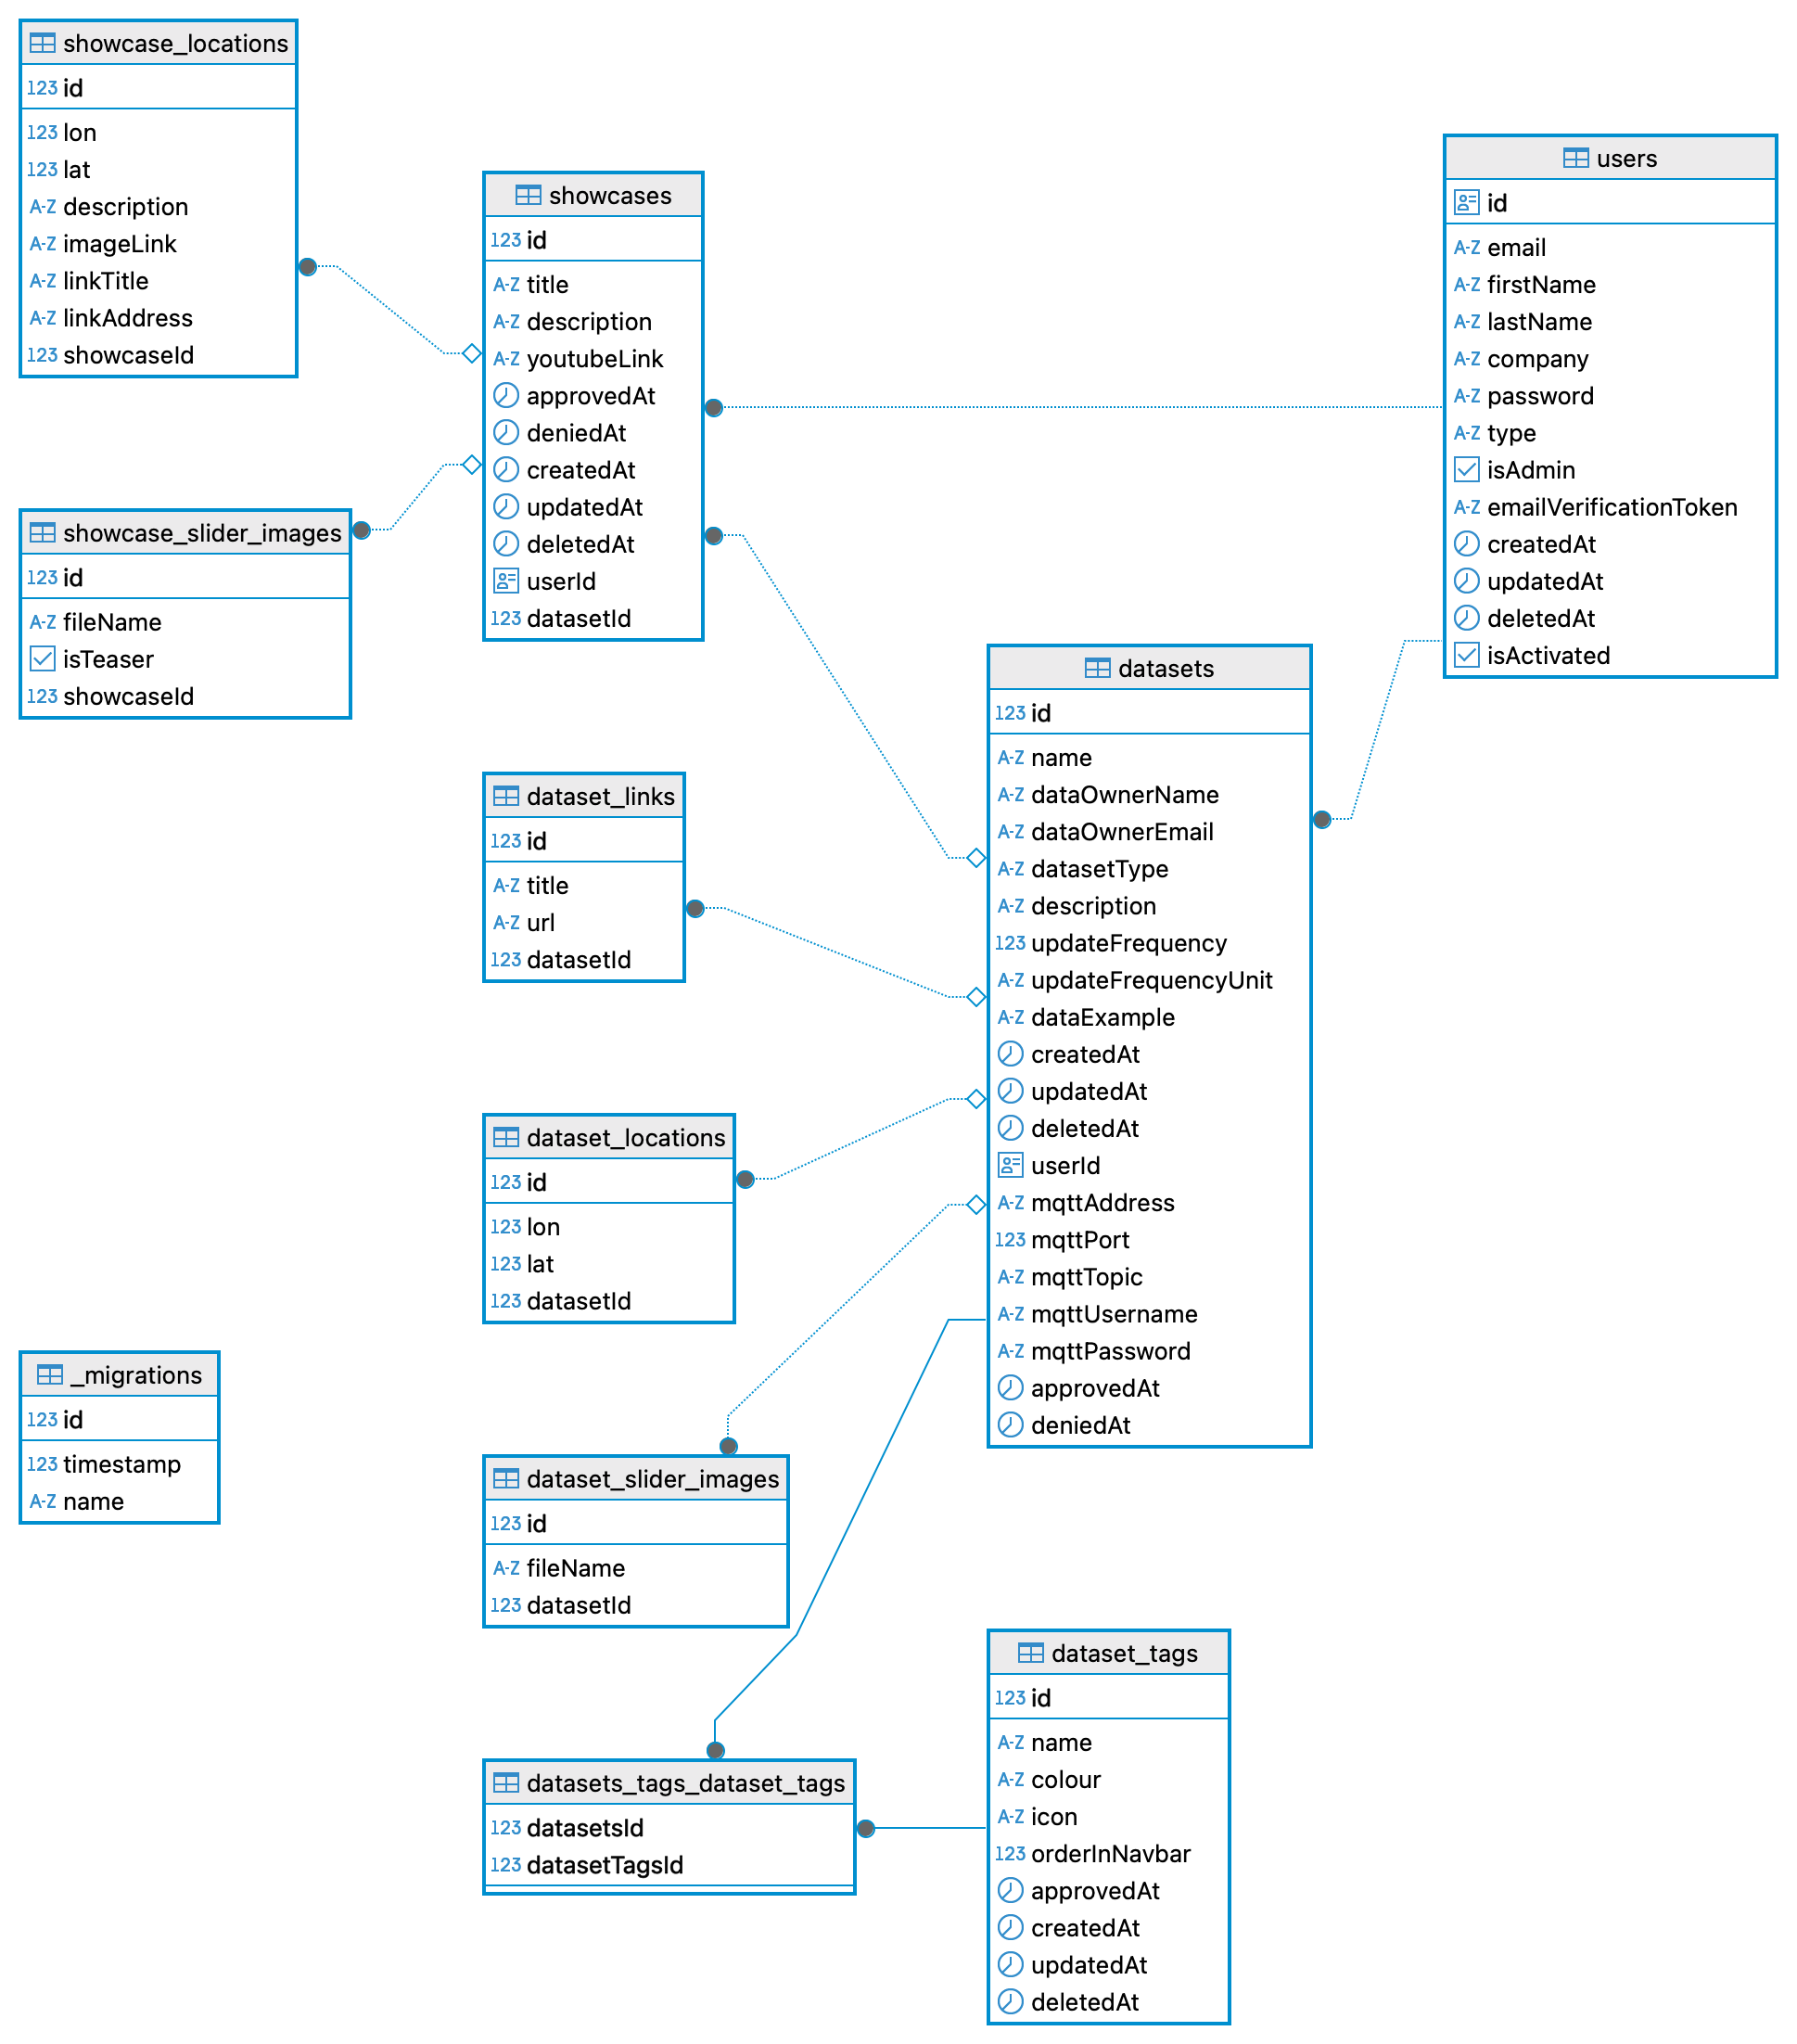 showcase_locations
123 id
123 lon
123 lat
A-Z description
A-Z imageLink
A-Z linkTitle
A-Z linkAddress
123 showcaseId
showcases
123 id
A-Z title
A-Z description
A-Z youtubeLink
approvedAt
deniedAt
createdAt
updatedAt
deletedAt
userId
123 datasetId
users
id
A-Z email
A-Z firstName
A-Z lastName
A-Z company
A-Z password
A-Z type
isAdmin
A-Z emailVerificationToken
createdAt
updatedAt
deletedAt
isActivated
showcase_slider_images
123 id
A-Z fileName
isTeaser
123 showcaseId
datasets
123 id
A-Z name
A-Z dataOwnerName
A-Z dataOwnerEmail
A-Z datasetType
A-Z description
123 updateFrequency
A-Z updateFrequencyUnit
A-Z dataExample
createdAt
updatedAt
deletedAt
userId
A-Z mqttAddress
123 mqttPort
A-Z mqttTopic
A-Z mqttUsername
A-Z mqttPassword
approvedAt
deniedAt
dataset_links
123 id
A-Z title
A-Z url
123 datasetId
dataset_locations
123 id
123 lon
123 lat
123 datasetId
_migrations
123 id
123 timestamp
A-Z name
dataset_slider_images
123 id
A-Z fileName
123 datasetId
dataset_tags
123 id
A-Z name
A-Z colour
A-Z icon
123 orderInNavbar
approvedAt
createdAt
updatedAt
deletedAt
datasets_tags_dataset_tags
123 datasetsId
123 datasetTagsId